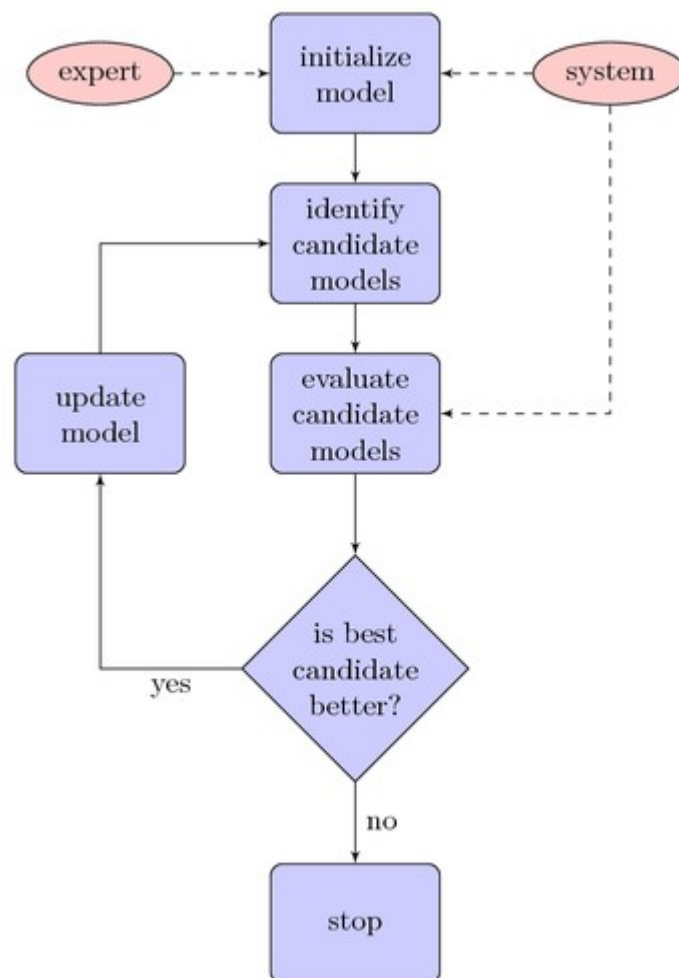 expert
initialize
model
system
identify
candidate
models
update
model
evaluate
candidate
models
is best
candidate
better?
yes
no
stop